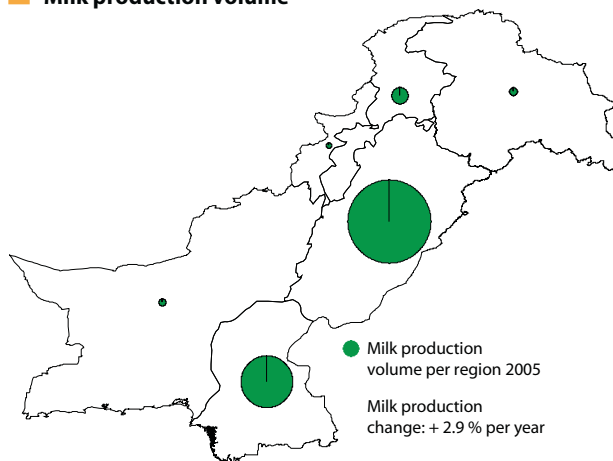 Milk production volume
Milk production
volume per region 2005
Milk production
change: + 2.9 % per year